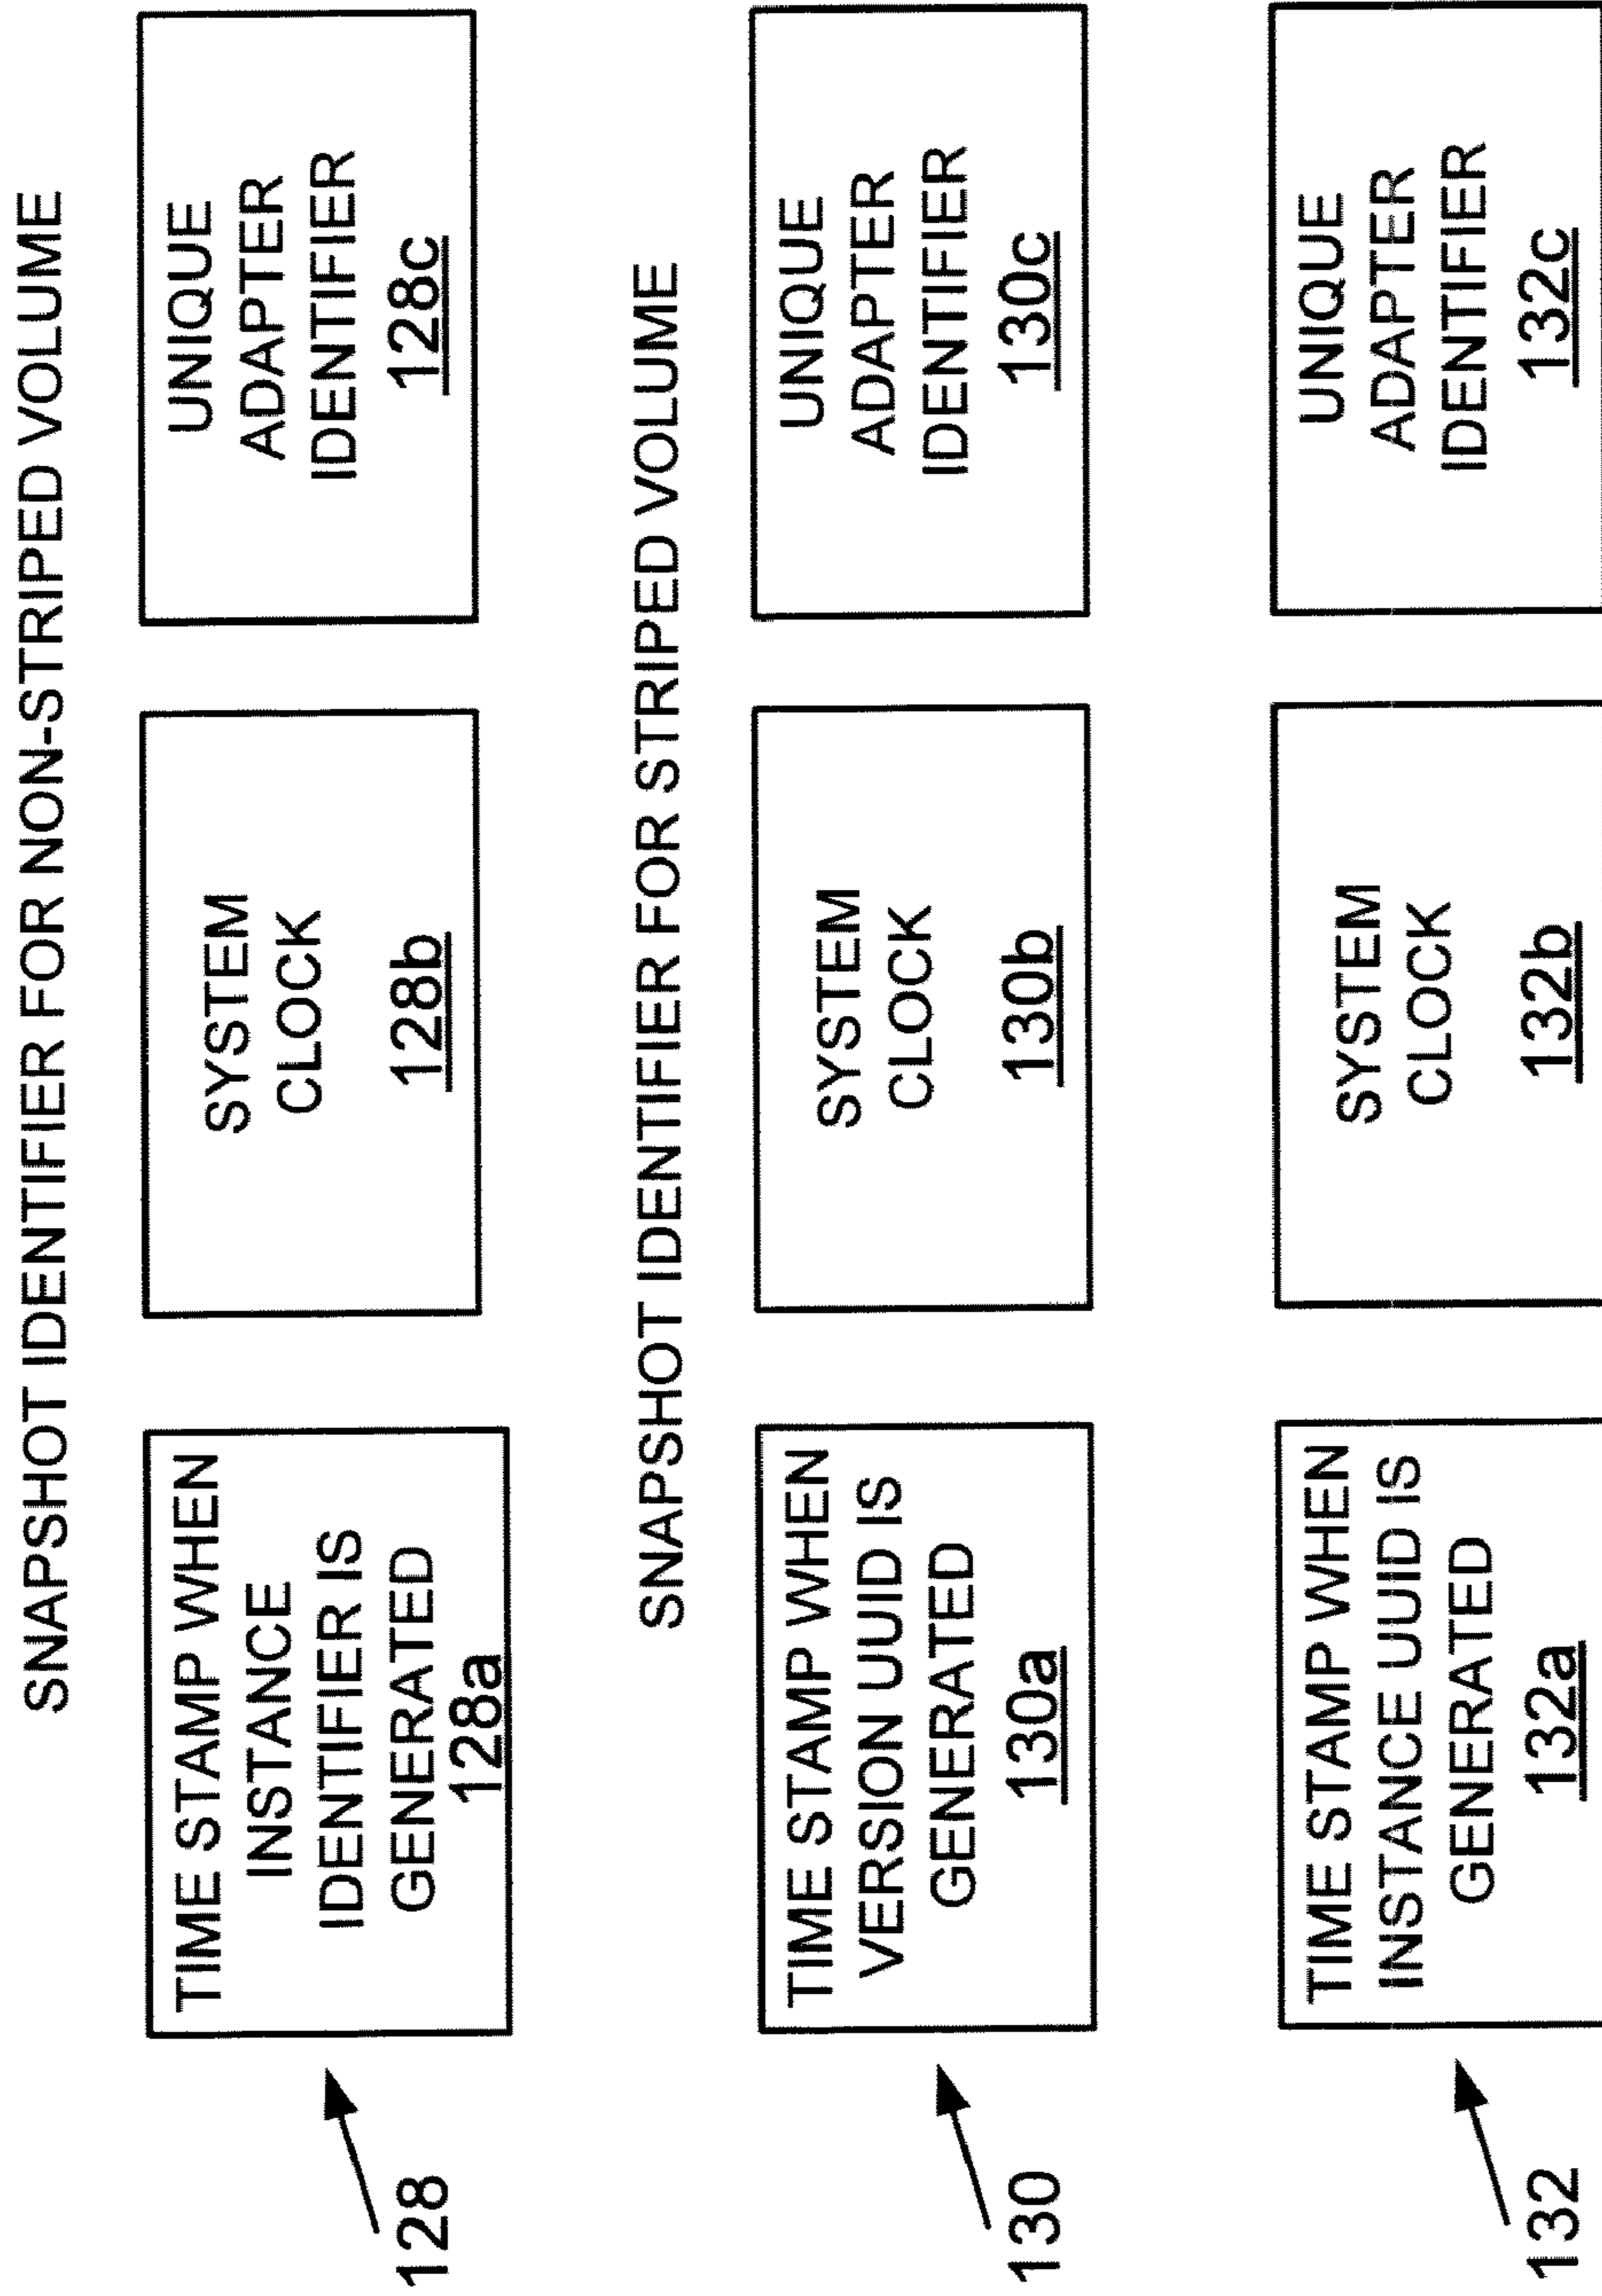 SNAPSHOT IDENTIFIER FOR NON-STRIPED VOLUME
128
TIME STAMP WHEN
INSTANCE
IDENTIFIER IS
GENERATED
128a
SYSTEM
CLOCK
128b
UNIQUE
ADAPTER
IDENTIFIER
128c
SNAPSHOT IDENTIFIER FOR STRIPED VOLUME
130
TIME STAMP WHEN
VERSION UUID IS
GENERATED
130a
SYSTEM
CLOCK
130b
UNIQUE
ADAPTER
IDENTIFIER
130c
132
TIME STAMP WHEN
INSTANCE UUID IS
GENERATED
132a
SYSTEM
CLOCK
132b
UNIQUE
ADAPTER
IDENTIFIER
132c